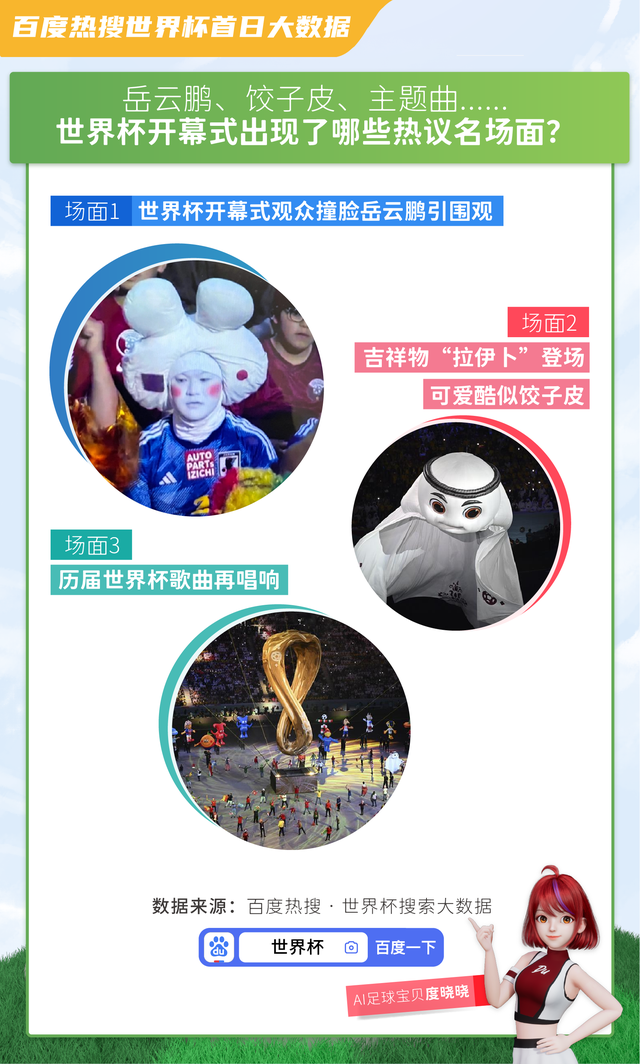 百度热搜世界杯首日大数据
岳云鹏、饺子皮、主题曲......
世界杯开幕式出现了哪些热议名场面？
场面1 世界杯开幕式观众撞脸岳云鹏引围观
场面2
吉祥物“拉伊卜”登场
可爱酷似饺子皮
AUTO
PARTS
IZICHI
场面3
历届世界杯歌曲再唱响
数据来源：百度热搜·世界杯搜索大数据
du 世界杯 百度一下
Du
AI足球宝贝度晓晓